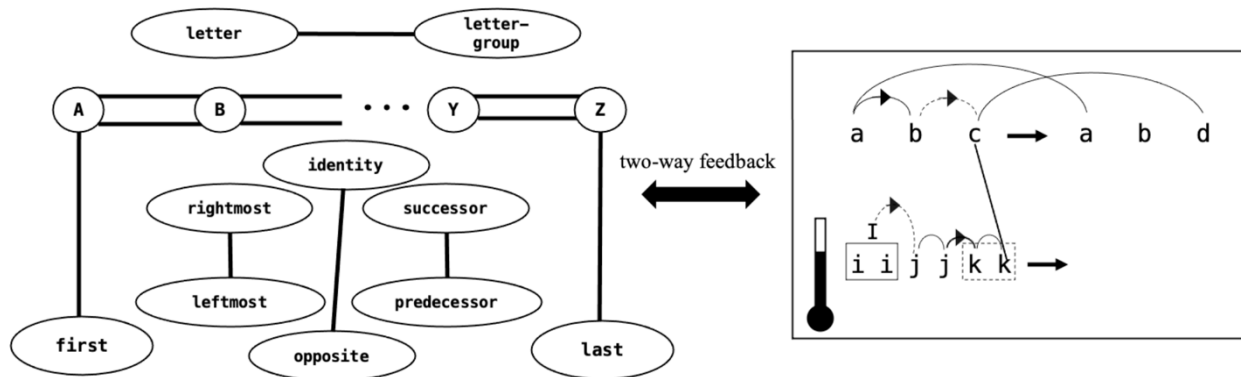 letter
letter-
group
A
B
...
Y
Z
identity
rightmost
successor
leftmost
predecessor
first
opposite
last
two-way feedback
a b c a b d
I
i i j j k k